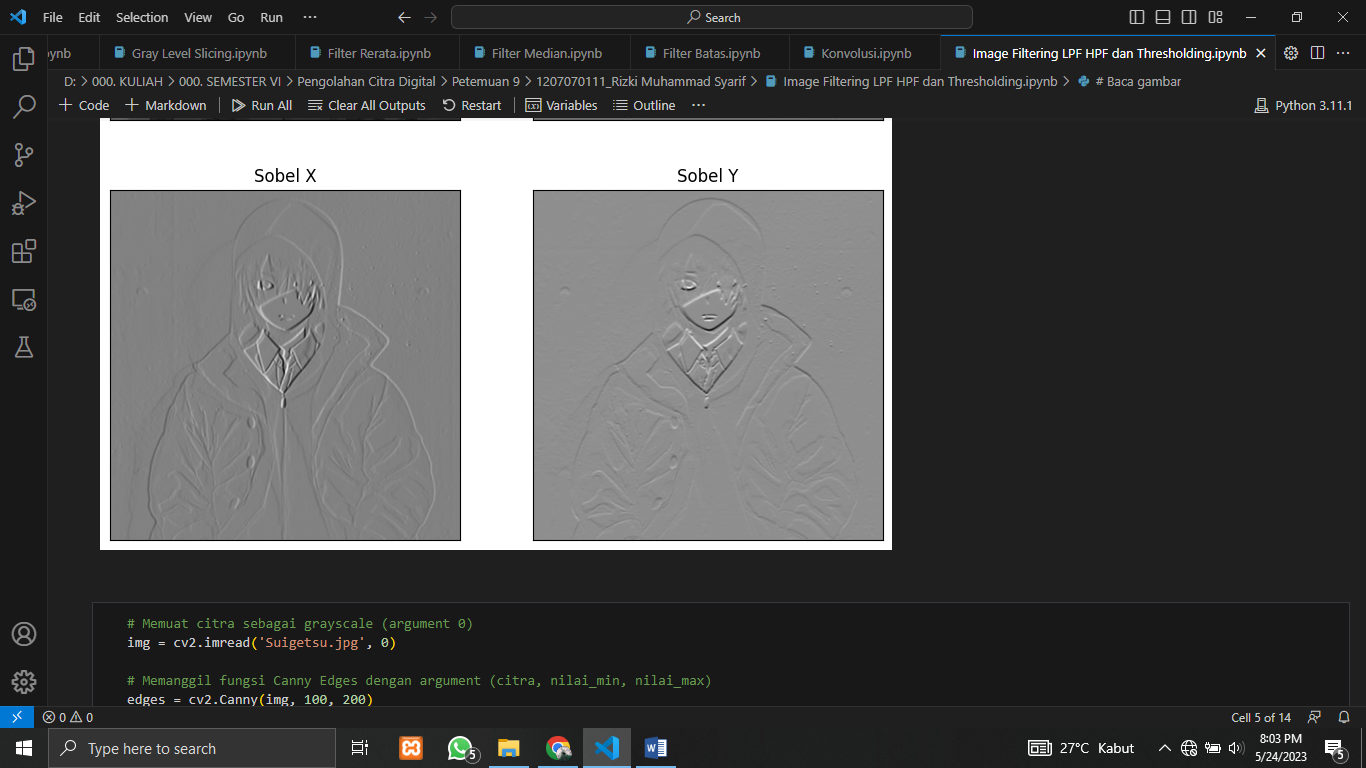 File Edit Selection View Go Run ··· Search
ynb Gray Level Slicing.ipynb Filter Rerata.ipynb Filter Median.ipynb Filter Batas.ipynb Konvolusi.ipynb Image Filtering LPF HPF dan Thresholding.ipynb
D: > 000. KULIAH > 000. SEMESTER VI > Pengolahan Citra Digital > Petemuan 9 > 1207070111_Rizki Muhammad Syarif > Image Filtering LPF HPF dan Thresholding.ipynb > # Baca gambar
+ Code + Markdown Run All Clear All Outputs Restart Variables Outline ··· Python 3.11.1
Sobel X Sobel Y
# Memuat citra sebagai grayscale (argument 0)
img = cv2.imread('Suigetsu.jpg', 0)
# Memanggil fungsi Canny Edges dengan argument (citra, nilai_min, nilai_max)
edges = cv2.Canny(img, 100, 200)
0 0 Cell 5 of 14
Type here to search 5 27°C Kabut 8:03 PM
5/24/2023 5